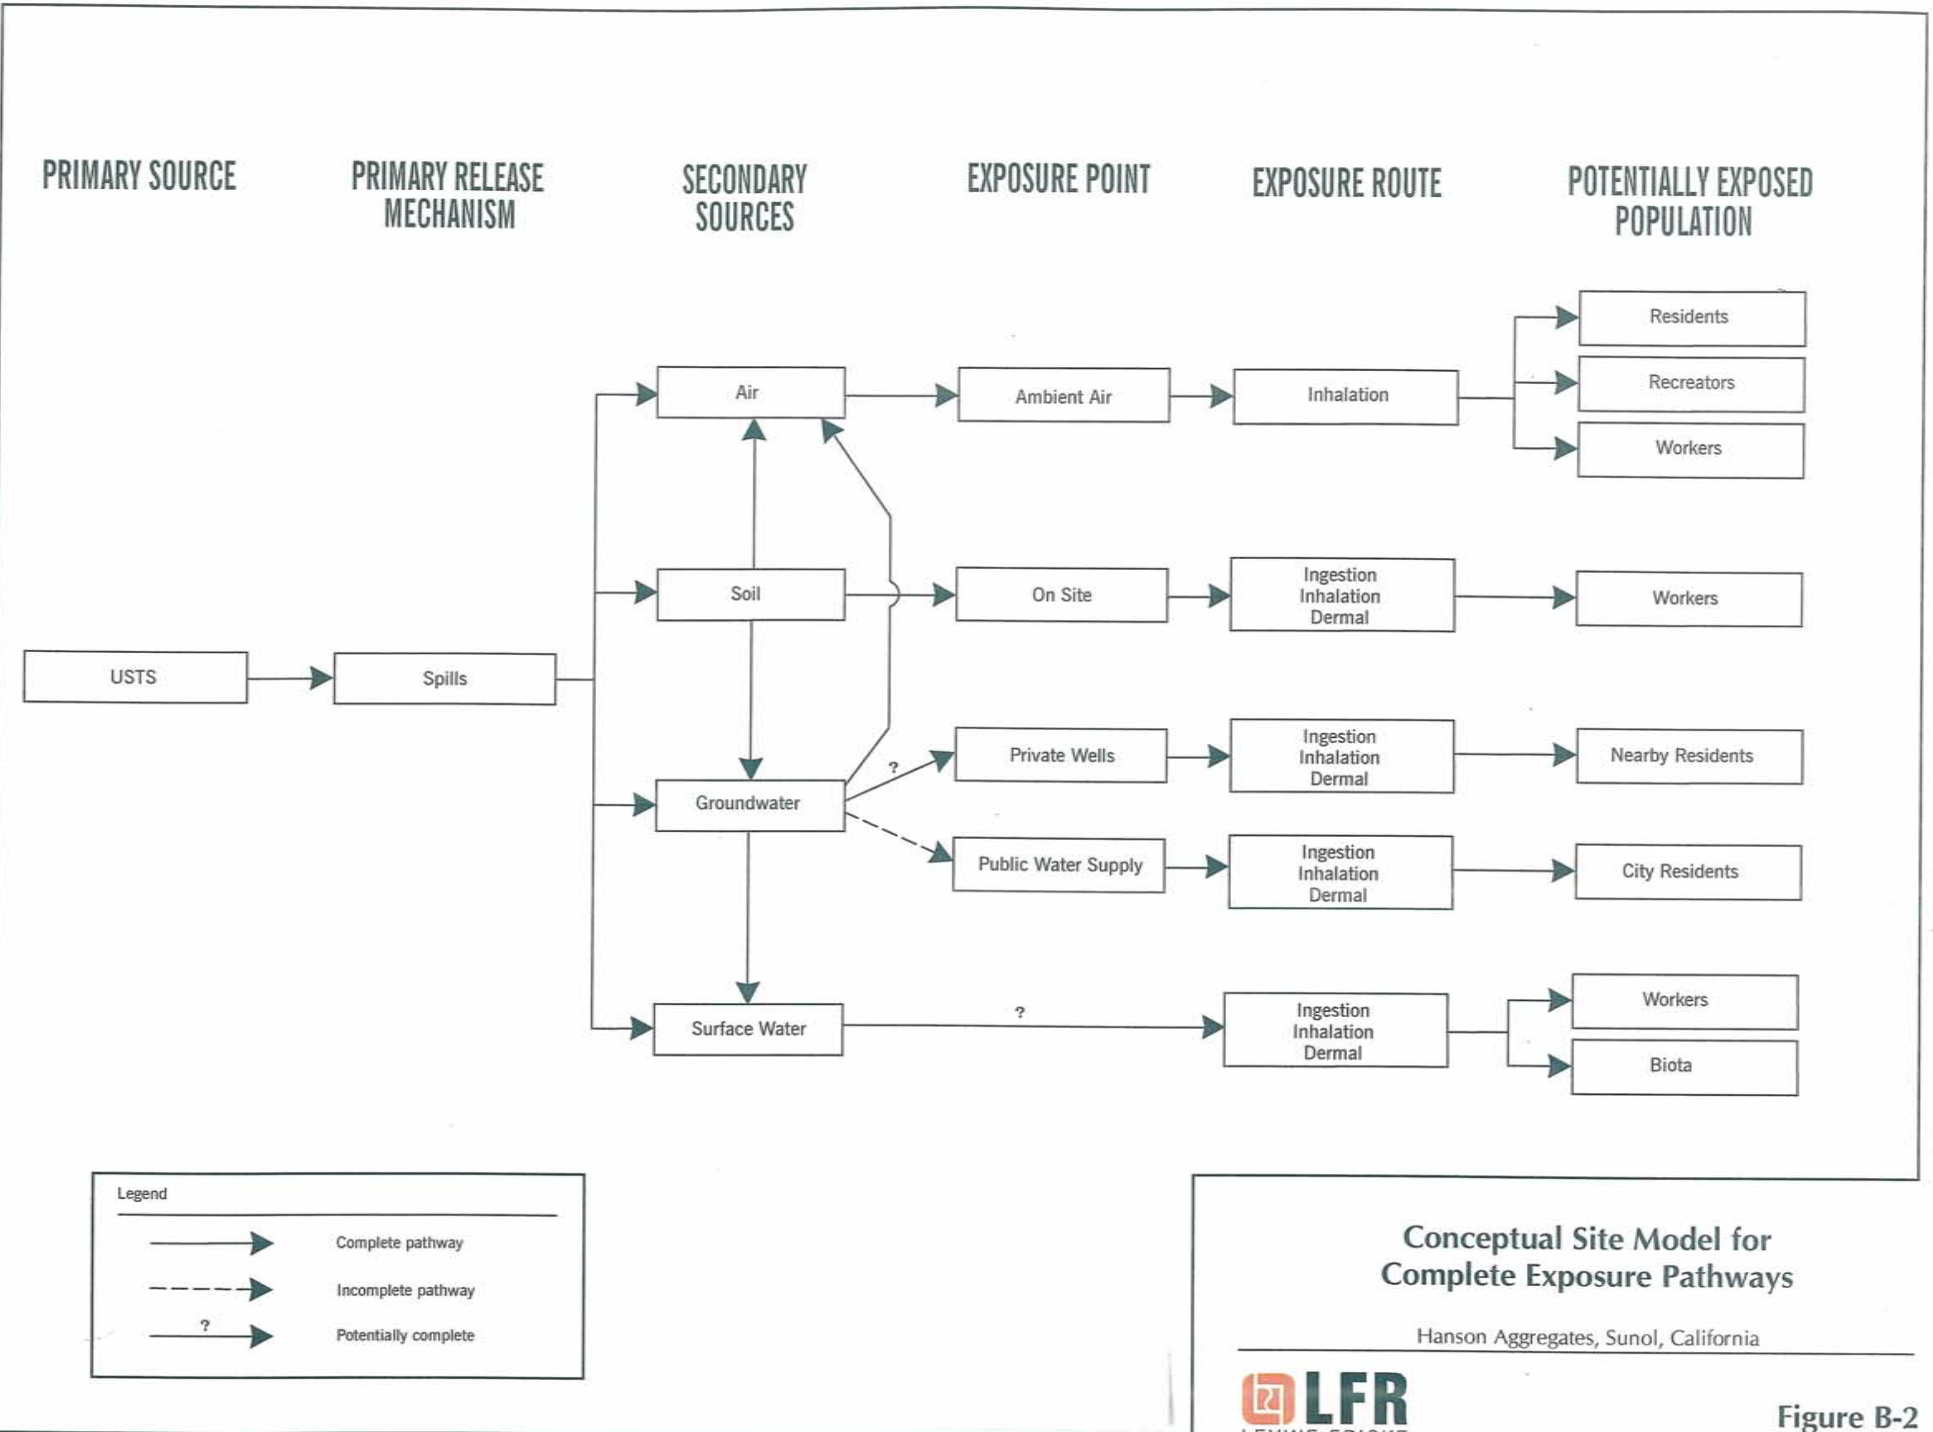 PRIMARY SOURCE
PRIMARY RELEASE
MECHANISM
SECONDARY
SOURCES
EXPOSURE POINT
EXPOSURE ROUTE
POTENTIALLY EXPOSED
POPULATION
Residents
Recreators
Workers
Air
Ambient Air
Inhalation
Soil
On Site
Ingestion
Inhalation
Dermal
Workers
USTS
Spills
?
Private Wells
Ingestion
Inhalation
Dermal
Nearby Residents
Groundwater
Public Water Supply
Ingestion
Inhalation
Dermal
City Residents
Surface Water
?
Ingestion
Inhalation
Dermal
Workers
Biota
Legend
Complete pathway
Incomplete pathway
?
Potentially complete
Conceptual Site Model for
Complete Exposure Pathways
Hanson Aggregates, Sunol, California
LFR
Figure B-2